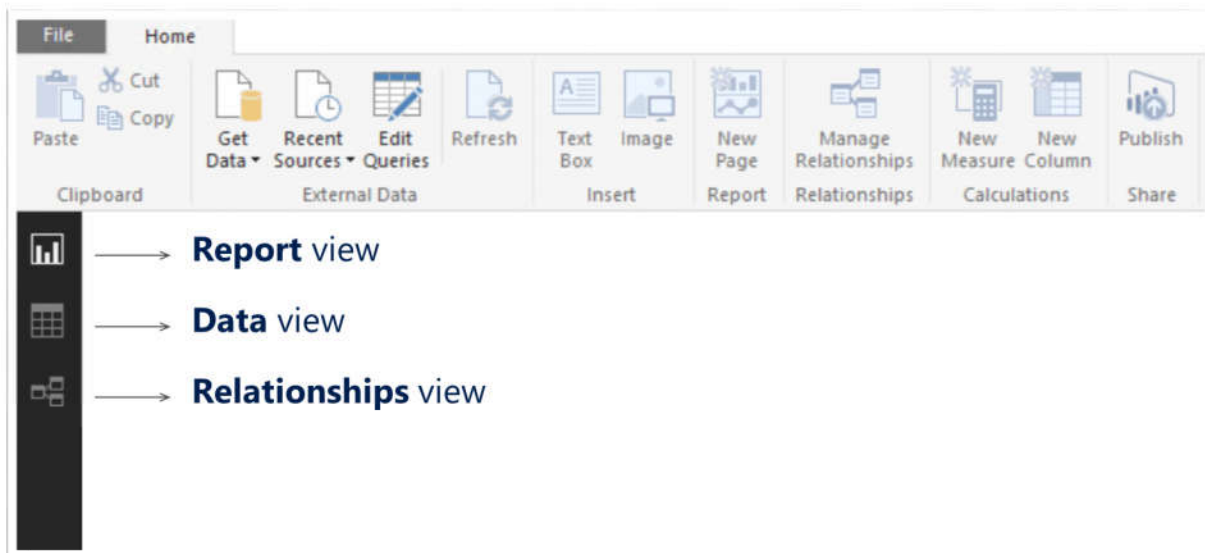 File Home
Cut
Copy
Paste
Get Data
Recent Sources
Edit Queries
Refresh
Text Box
Image
New Page
Manage Relationships
New Measure
New Column
Publish
Clipboard External Data Insert Report Relationships Calculations Share
Report view
Data view
Relationships view